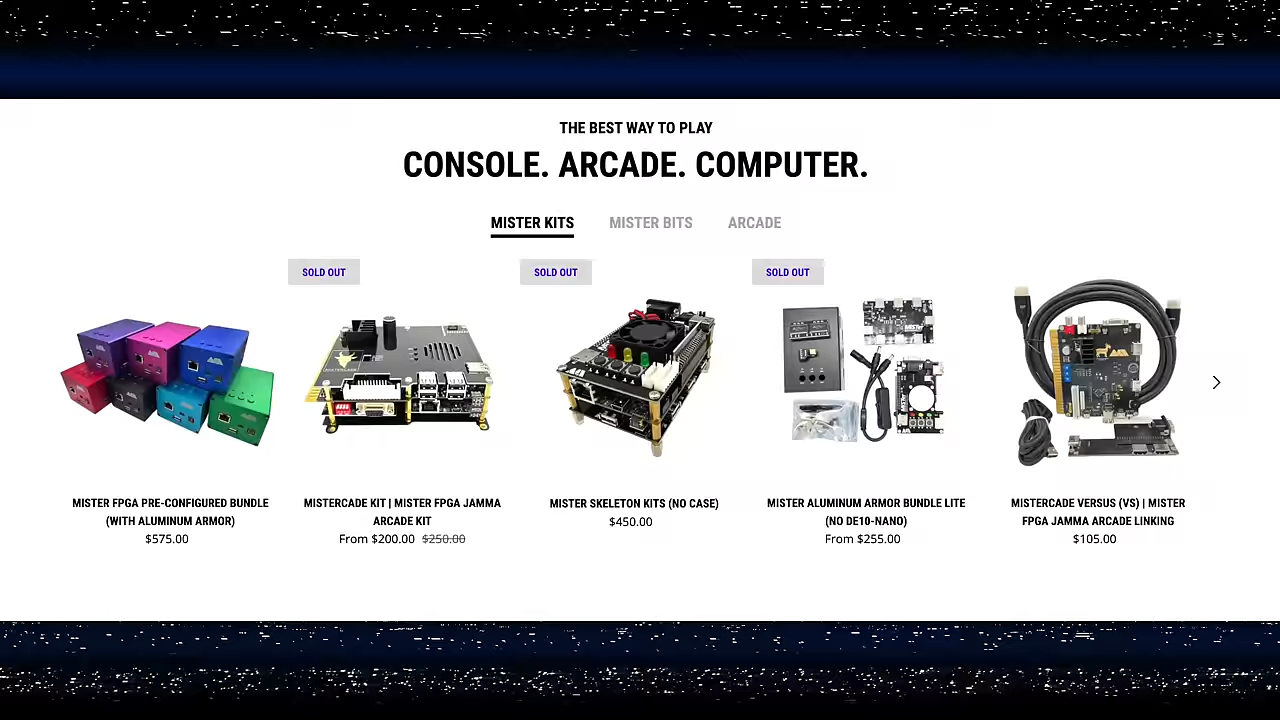 THE BEST WAY TO PLAY
CONSOLE. ARCADE. COMPUTER.
MISTER KITS
MISTER BITS
ARCADE
SOLD OUT
SOLD OUT
SOLD OUT
MISTER FPGA PRE-CONFIGURED BUNDLE
(WITH ALUMINUM ARMOR)
$575.00
MISTERCADE KIT | MISTER FPGA JAMMA
ARCADE KIT
From $200.00 $250.00
MISTER SKELETON KITS (NO CASE)
$450.00
MISTER ALUMINUM ARMOR BUNDLE LITE
(NO DE10-NANO)
From $255.00
MISTERCADE VERSUS (VS) | MISTER
FPGA JAMMA ARCADE LINKING
$105.00